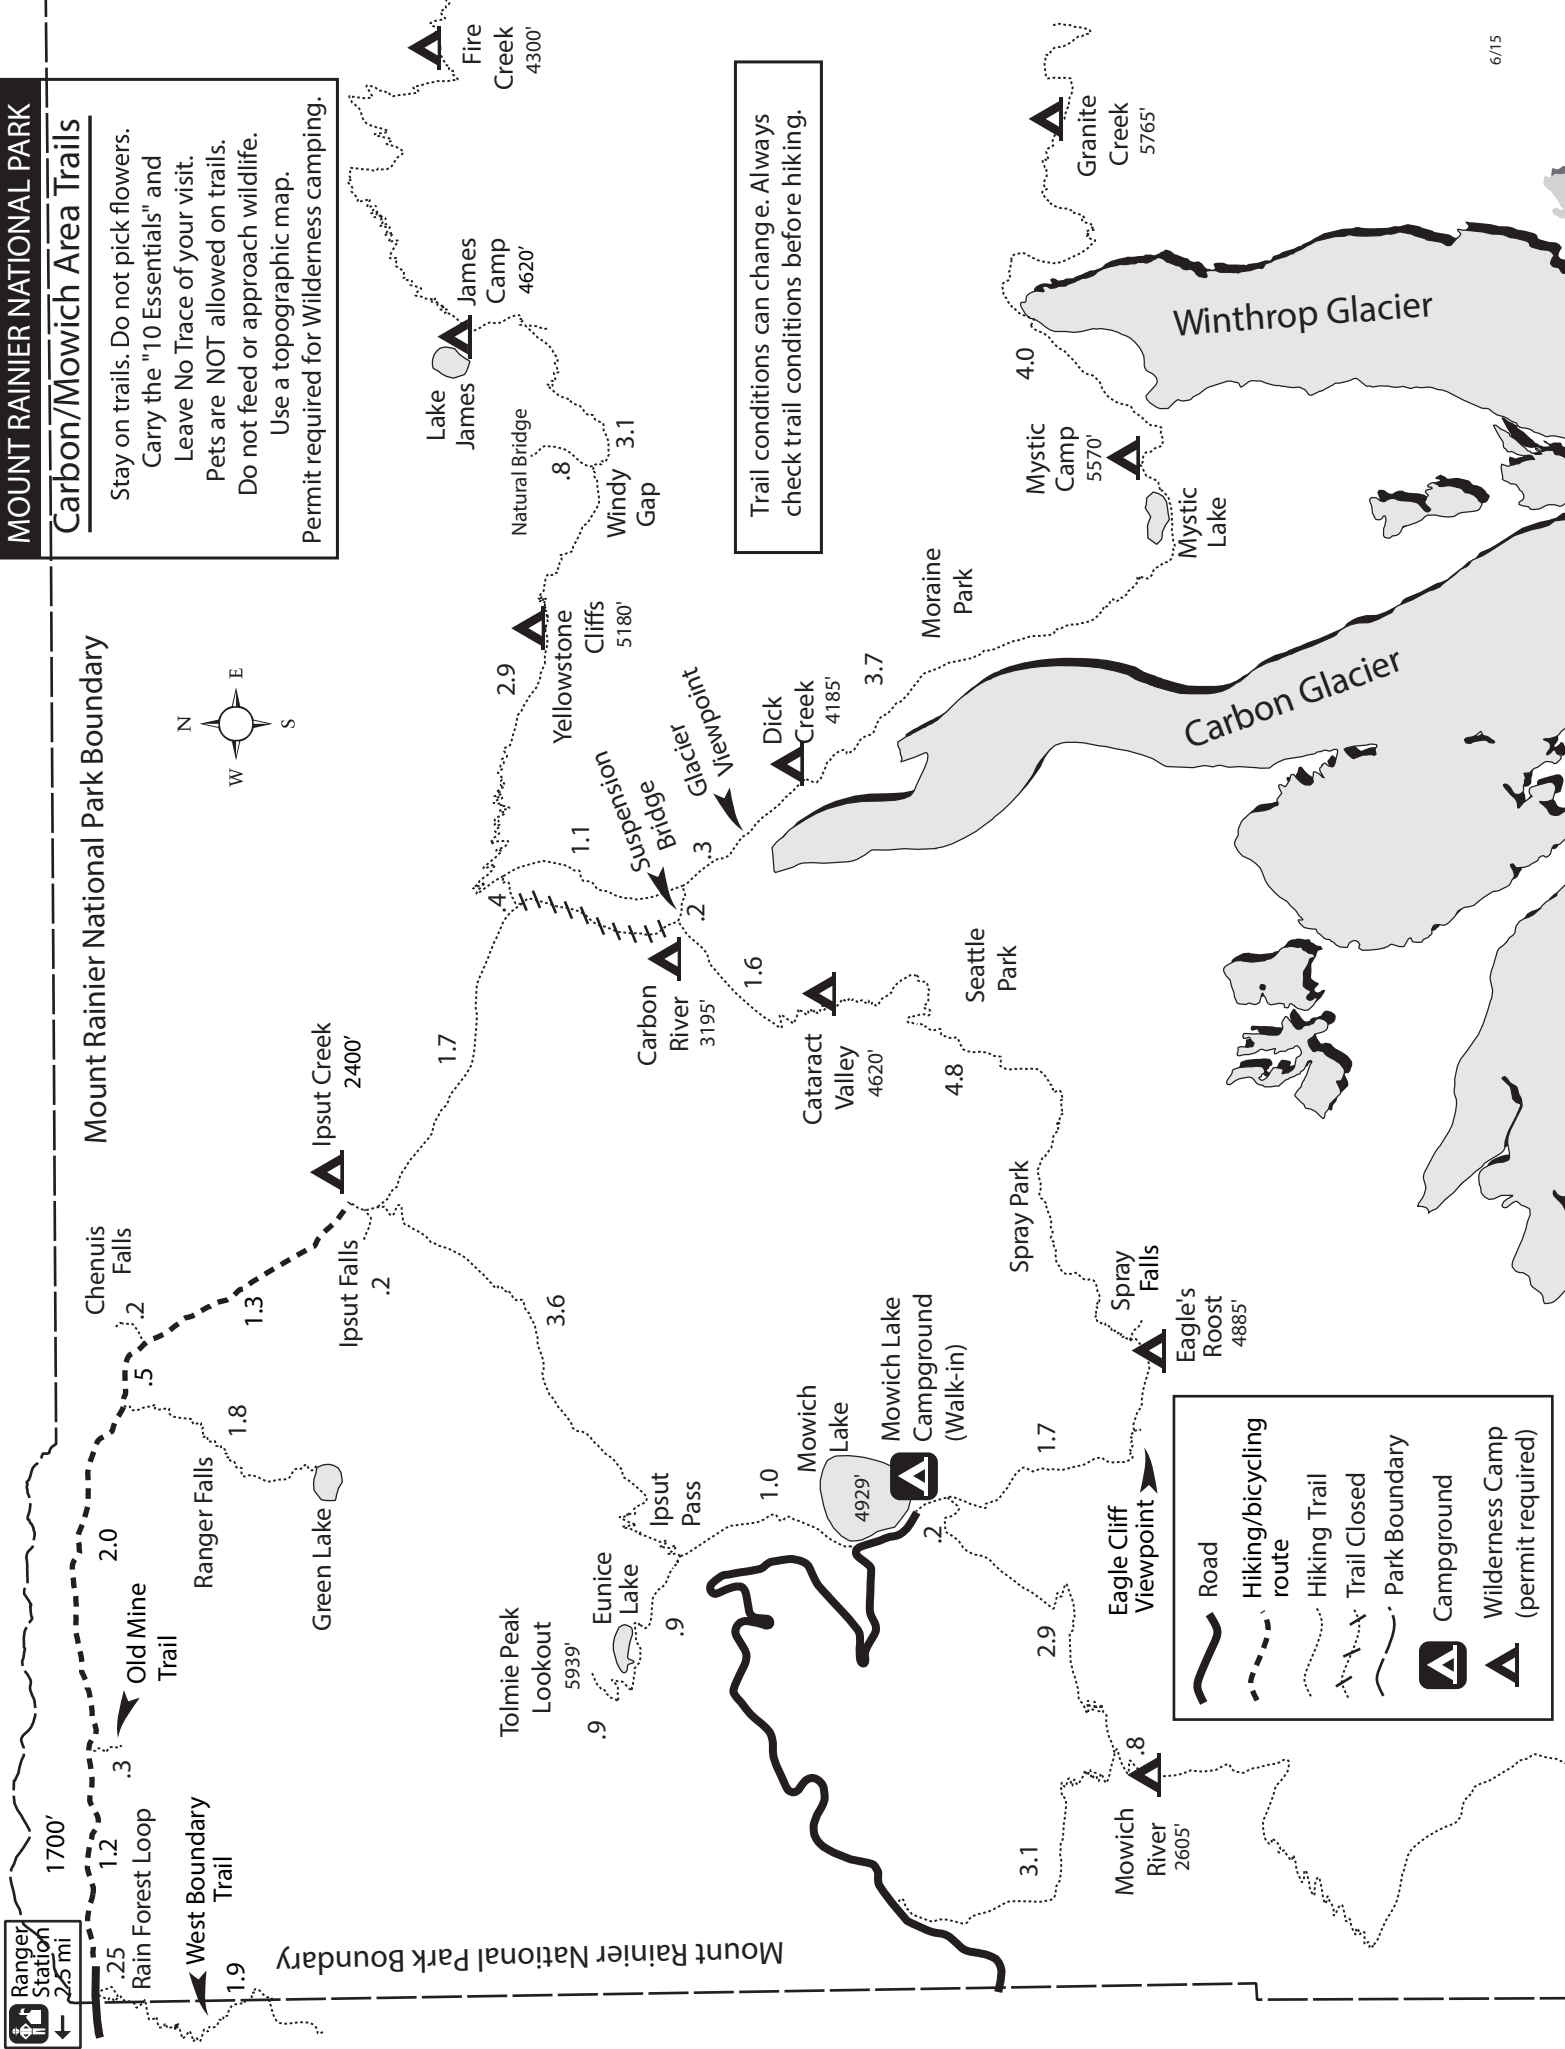 MOUNT RAINIER NATIONAL PARK
Carbon/Mowich Area Trails
Stay on trails. Do not pick flowers.
Carry the "10 Essentials" and
Leave No Trace of your visit.
Pets are NOT allowed on trails.
Do not feed or approach wildlife.
Use a topographic map.
Permit required for Wilderness camping.
Ranger
Station
2.5 mi
1700'
Mount Rainier National Park Boundary
N
W
E
S
.25
Rain Forest Loop
West Boundary
Trail
1.9
1.2
.3
Old Mine
Trail
2.0
Ranger Falls
1.8
Green Lake
.5
Chenuis
Falls
.2
1.3
Ipsut Falls
.2
Ipsut Creek
2400'
1.7
3.6
Mount Rainier National Park Boundary
Tolmie Peak
Lookout
5939'
.9
Eunice
Lake
.9
Ipsut
Pass
1.0
Mowich
Lake
4929'
Mowich Lake
Campground
(Walk-in)
.2
2.9
1.7
3.1
Mowich
River
2605'
.8
Eagle Cliff
Viewpoint
Eagle's
Roost
4885'
Spray
Falls
Spray Park
4.8
Seattle
Park
Cataract
Valley
4620'
1.6
Carbon
River
3195'
.4
1.1
.2
.3
Suspension
Bridge
Glacier
Viewpoint
Dick
Creek
4185'
3.7
Moraine
Park
2.9
Yellowstone
Cliffs
5180'
Windy
Gap
Natural Bridge
.8
3.1
Lake
James
James
Camp
4620'
Fire
Creek
4300'
Trail conditions can change. Always
check trail conditions before hiking.
Mystic
Lake
Mystic
Camp
5570'
4.0
Granite
Creek
5765'
Winthrop Glacier
Carbon Glacier
Road
Hiking/bicycling
route
Hiking Trail
Trail Closed
Park Boundary
Campground
Wilderness Camp
(permit required)
6/15